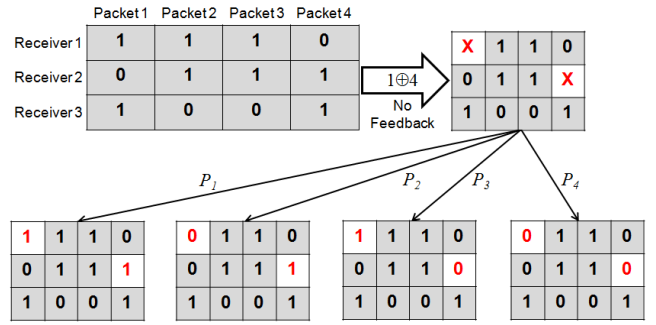 Packet 1 Packet 2 Packet 3 Packet 4
Receiver 1 1 1 1 0
Receiver 2 0 1 1 1
Receiver 3 1 0 0 1
1⊕4
No
Feedback
X 1 1 0
0 1 1 X
1 0 0 1
P1 P2 P3 P4
1 1 1 0 0 1 1 0 1 1 1 0 0 1 1 0
0 1 1 1 0 1 1 1 0 1 1 0 0 1 1 0
1 0 0 1 1 0 0 1 1 0 0 1 1 0 0 1